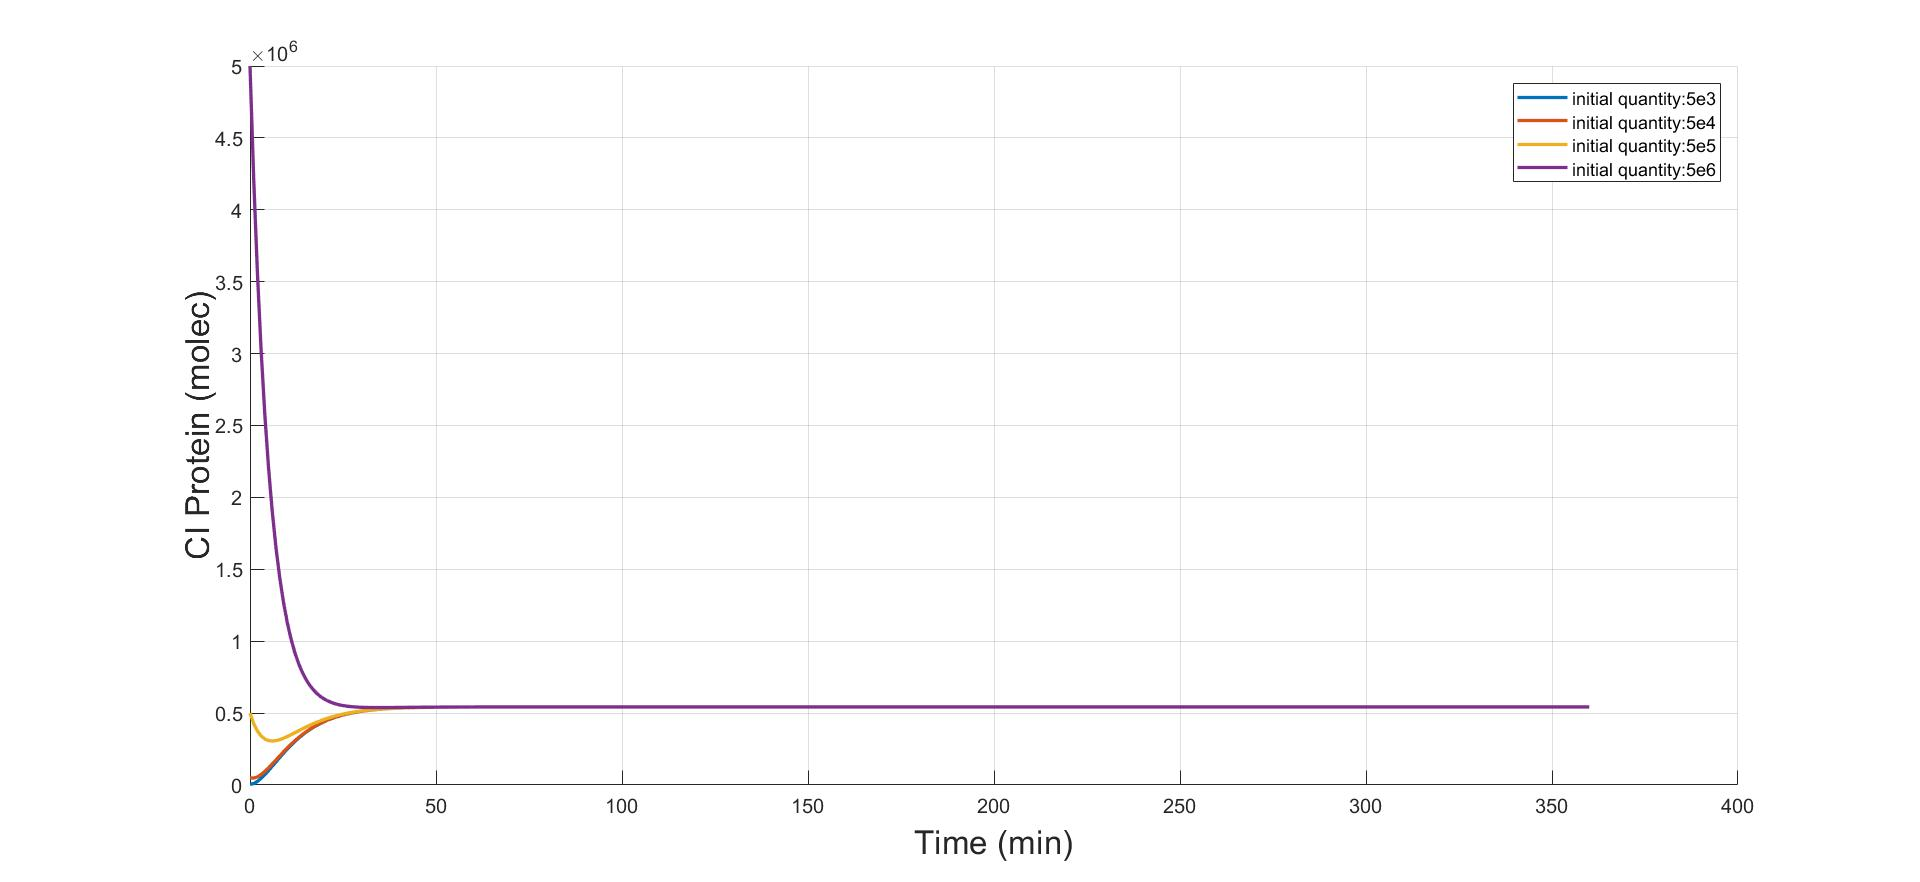 ×10^6
5
4.5
4
3.5
3
2.5
2
1.5
1
0.5
0
CI Protein (molec)
initial quantity:5e3
initial quantity:5e4
initial quantity:5e5
initial quantity:5e6
0 50 100 150 200 250 300 350 400
Time (min)